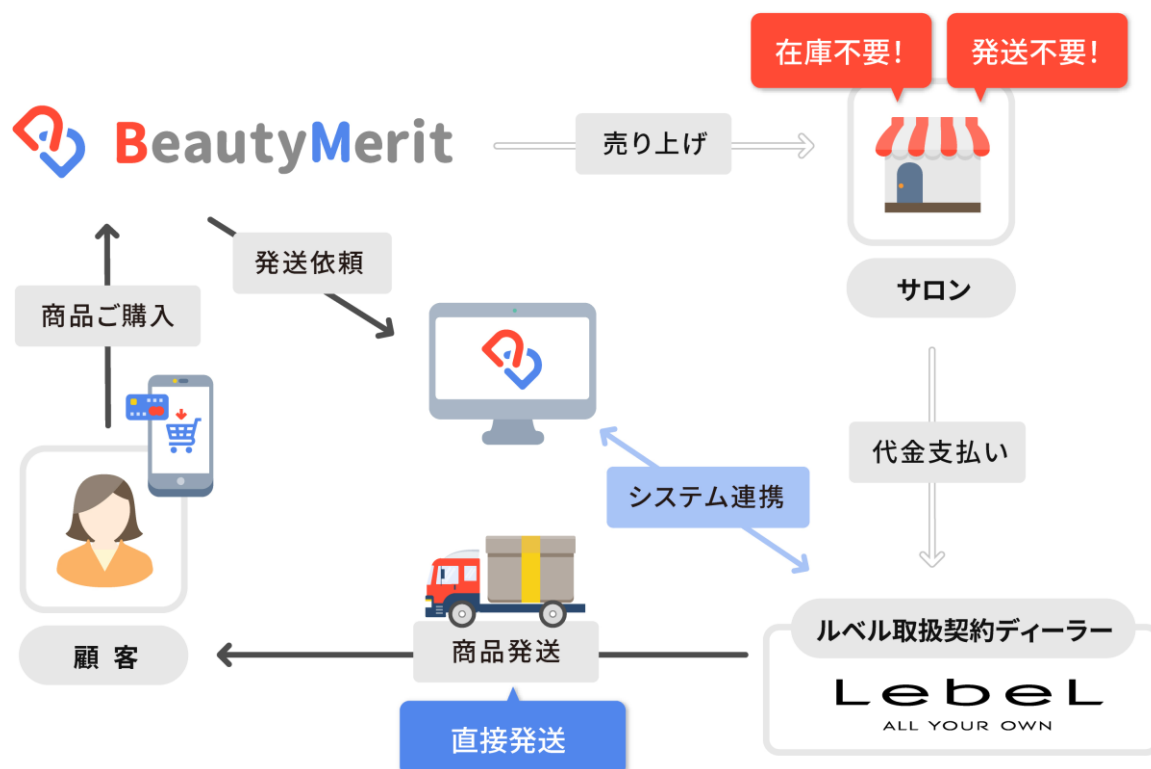 在庫不要!
発送不要!
BeautyMerit
売り上げ
発送依頼
商品ご購入
サロン
代金支払い
システム連携
顧客
商品発送
直接発送
ルベル取扱契約ディーラー
LebeL
ALL YOUR OWN